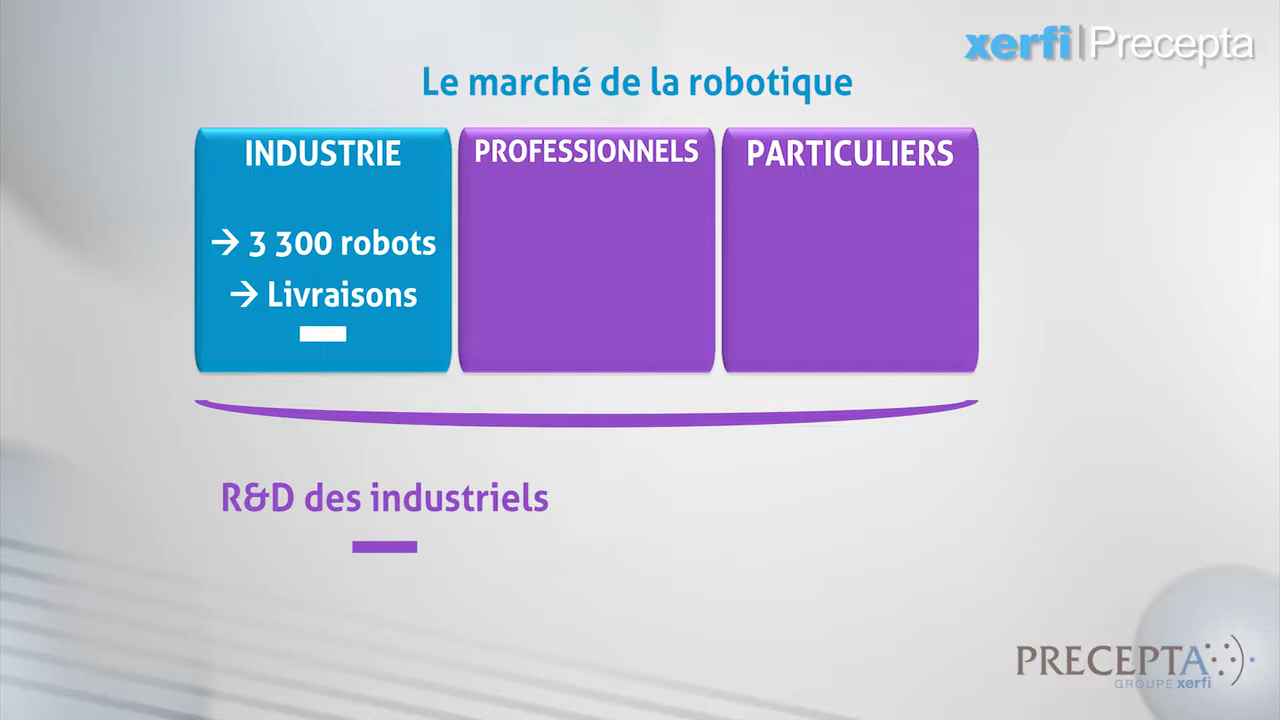 xerfi|Precepta
Le marché de la robotique
INDUSTRIE
→ 3 300 robots
→ Livraisons
PROFESSIONNELS
PARTICULIERS
R&D des industriels
PRECEPTA
GROUPE xerfi